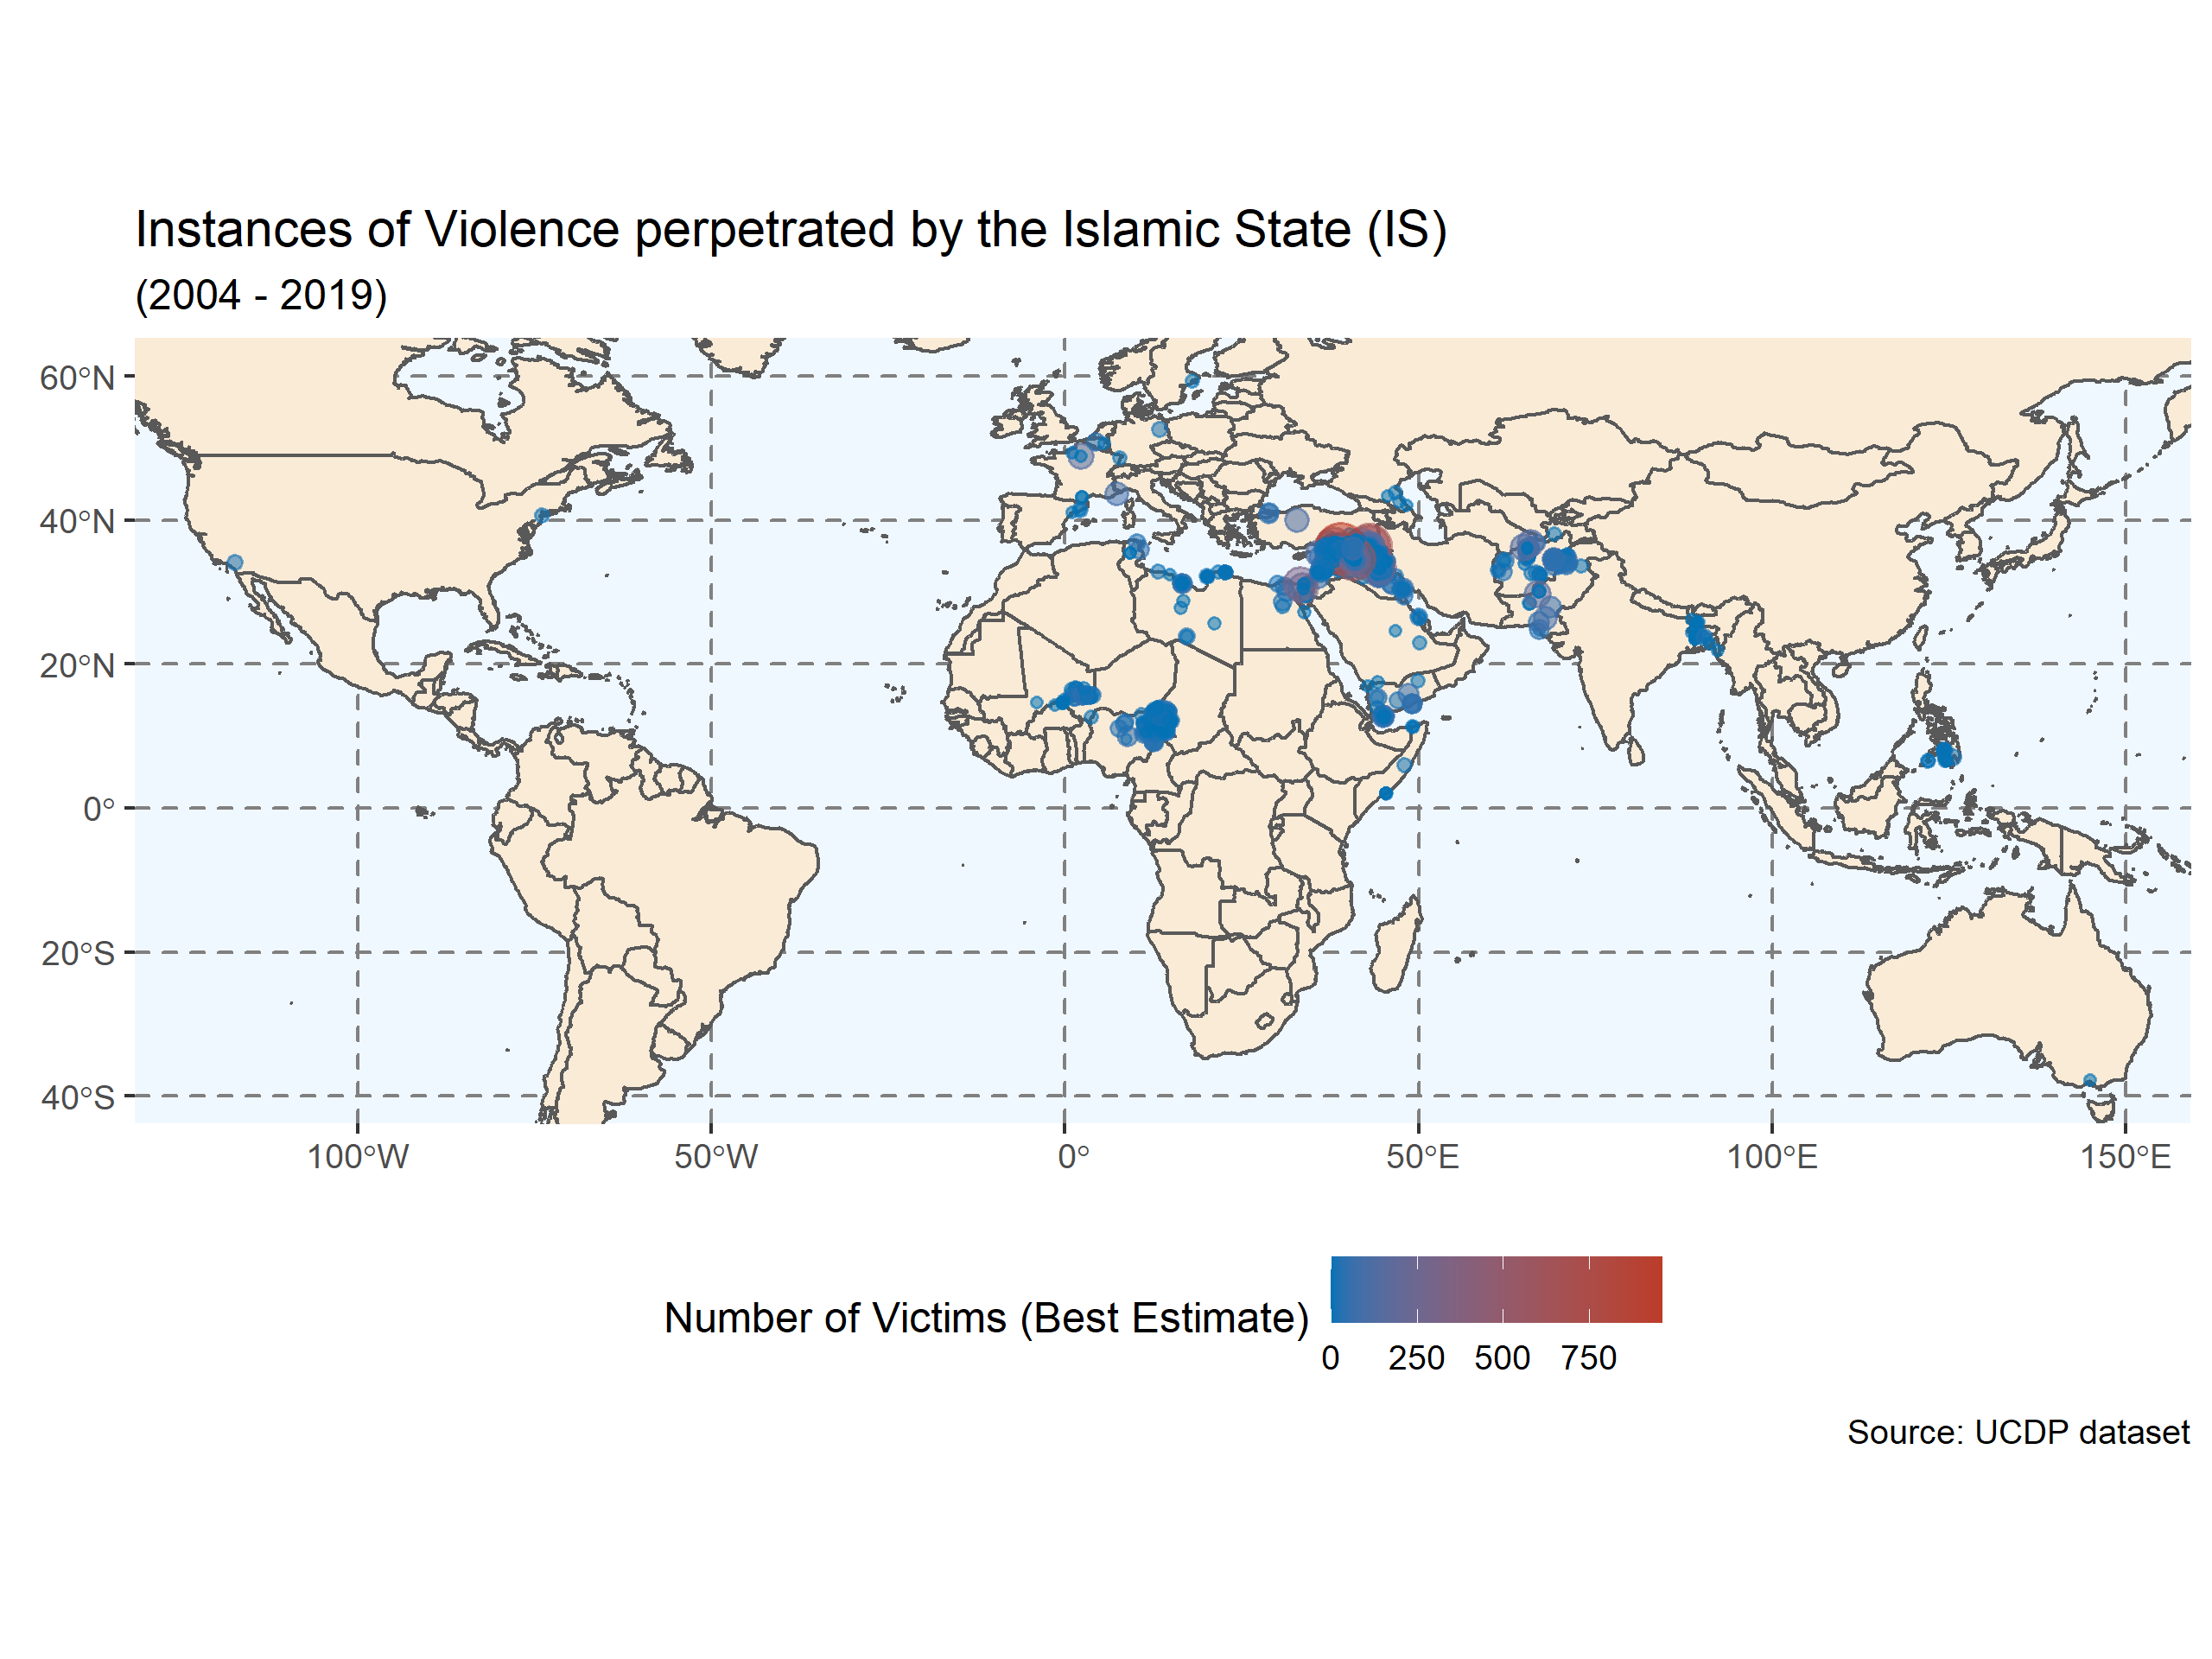 Instances of Violence perpetrated by the Islamic State (IS)
(2004 - 2019)
60°N
40°N
20°N
0°
20°S
40°S
100°W 50°W 0° 50°E 100°E 150°E
Number of Victims (Best Estimate)
0 250 500 750
Source: UCDP dataset